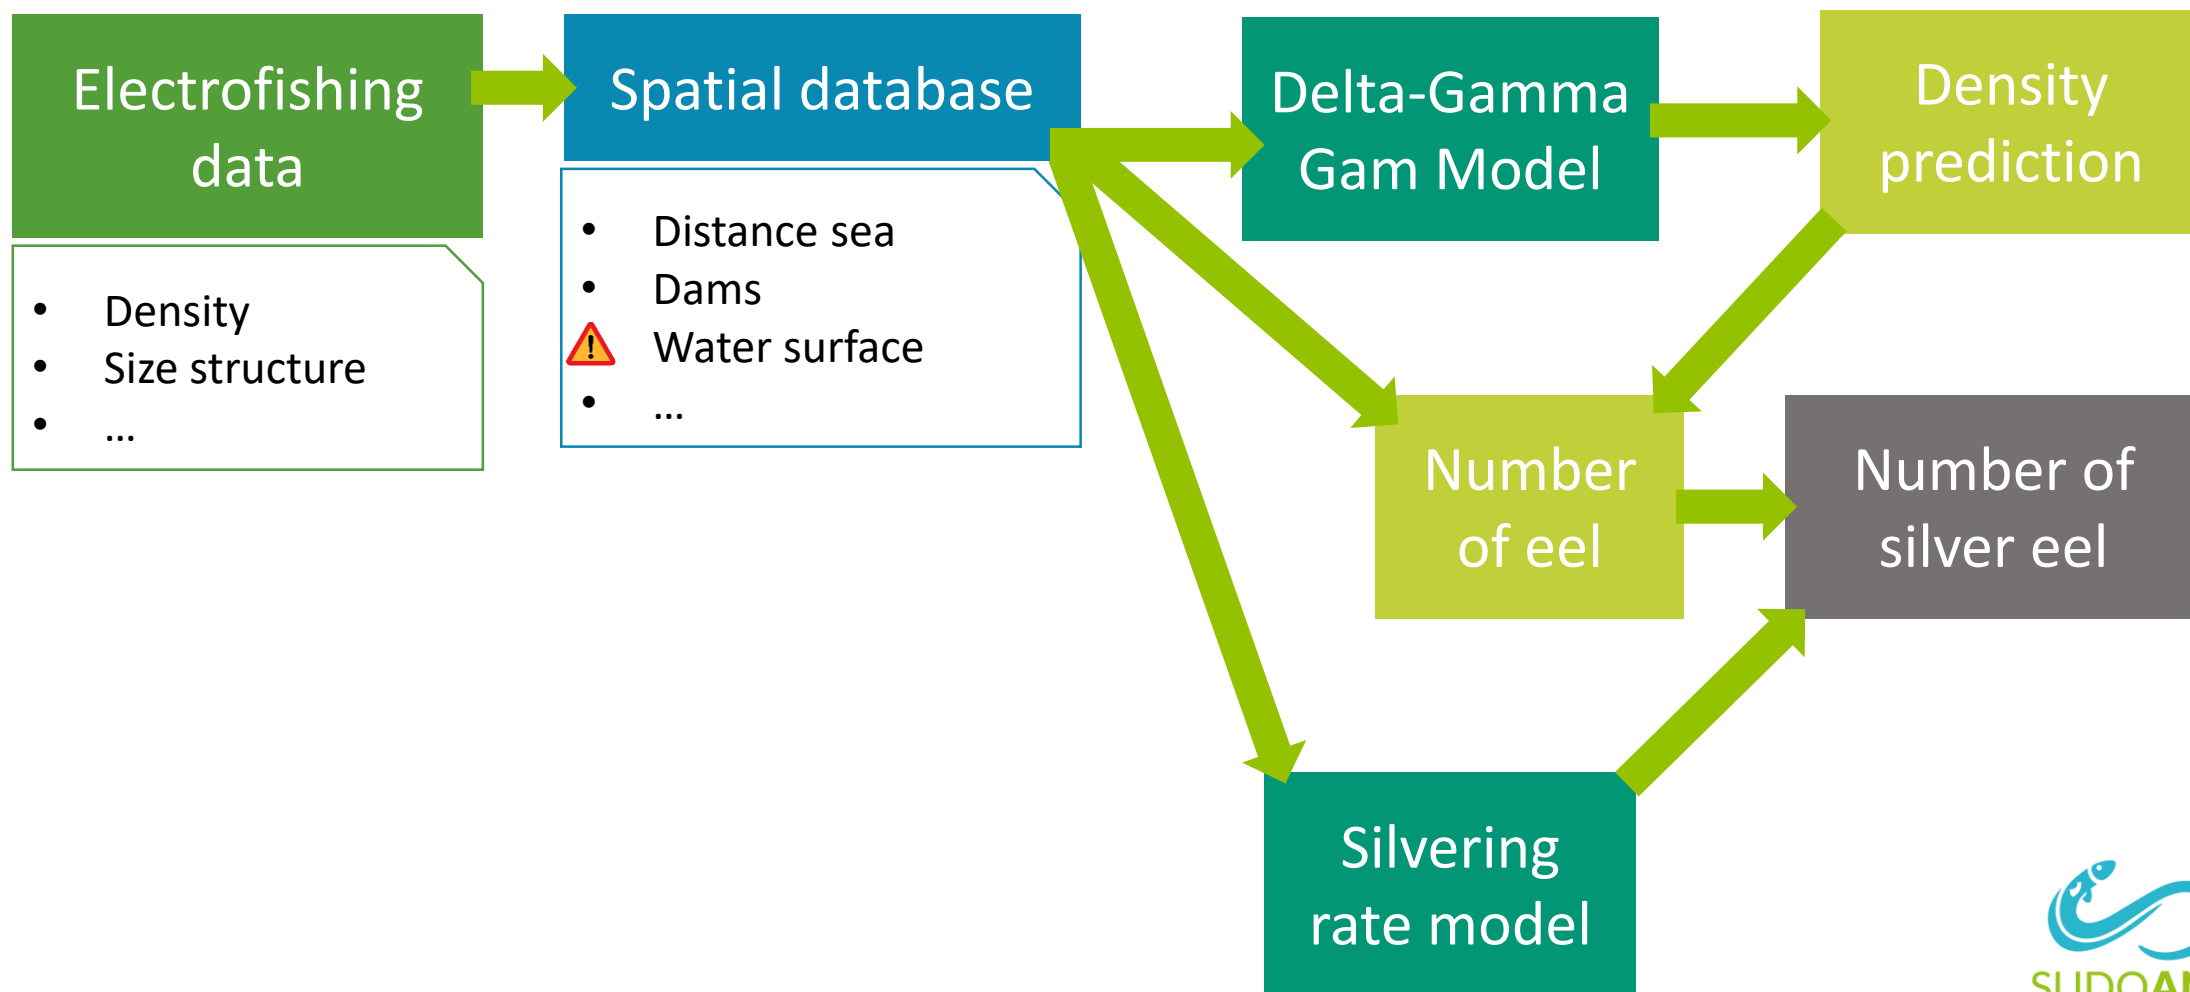 Electrofishing
data
• Density
• Size structure
• ...
Spatial database
• Distance sea
• Dams
Water surface
• ...
Delta-Gamma
Gam Model
Density
prediction
Number
of eel
Number of
silver eel
Silvering
rate model